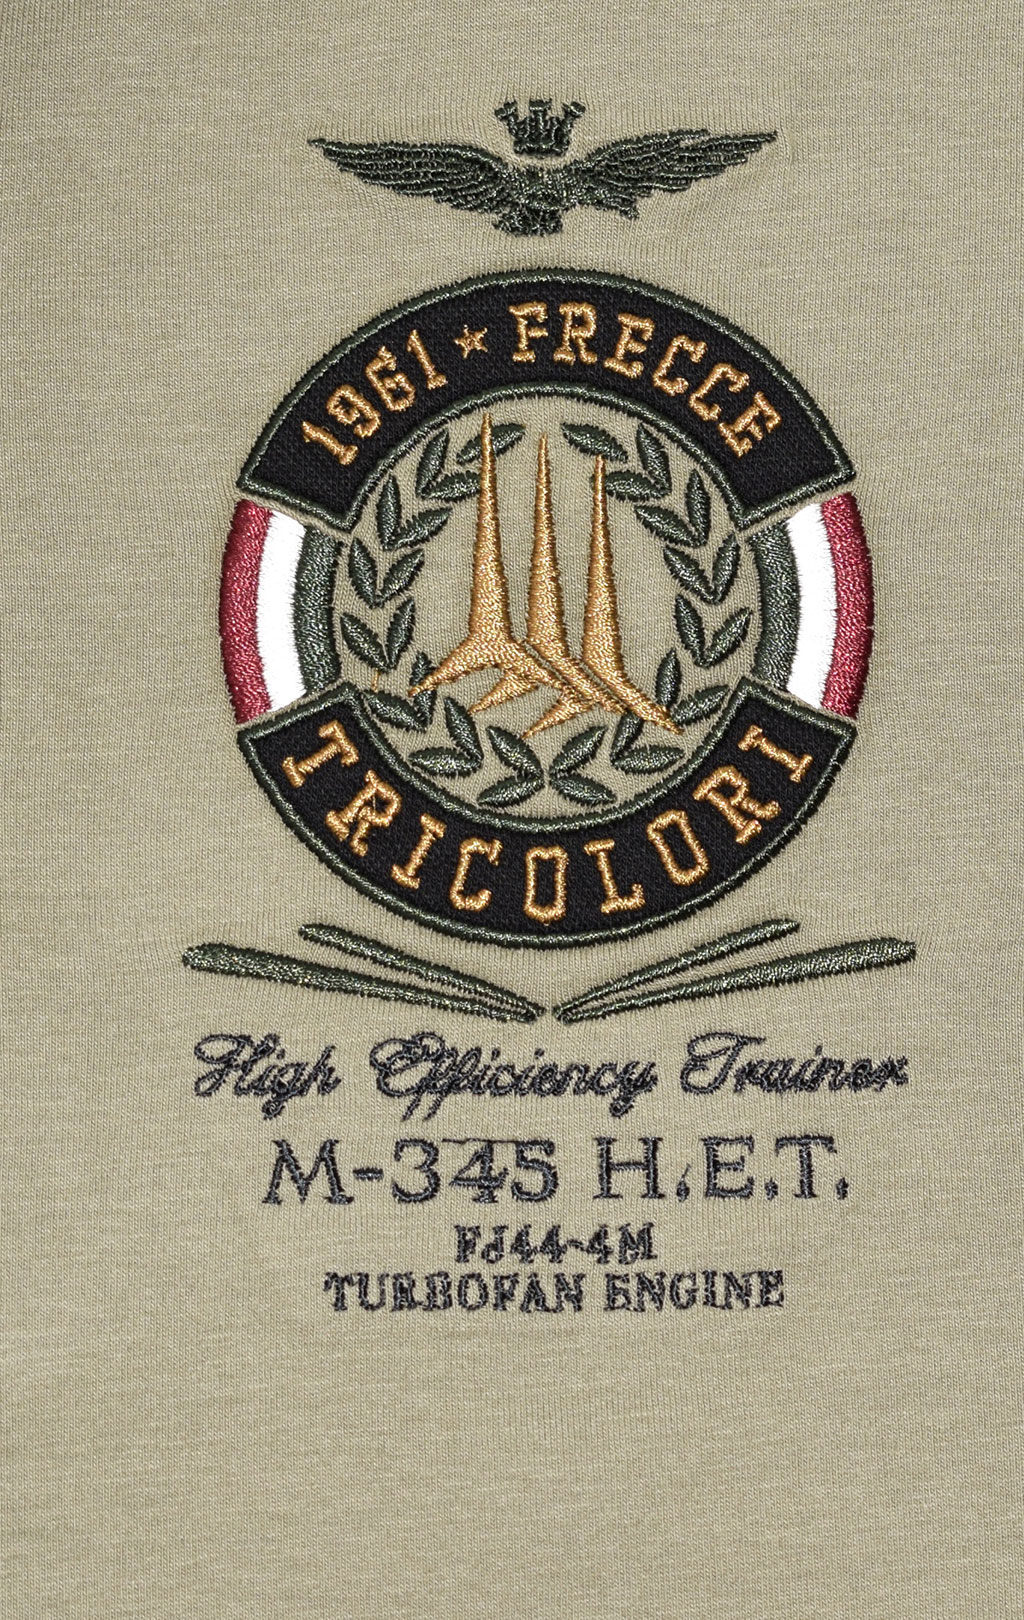 1961 ★ FRECCE
TRICOLORI
High Efficiency Trainer
M-345 H.E.T.
FJ44-4M
TURBOFAN ENGINE